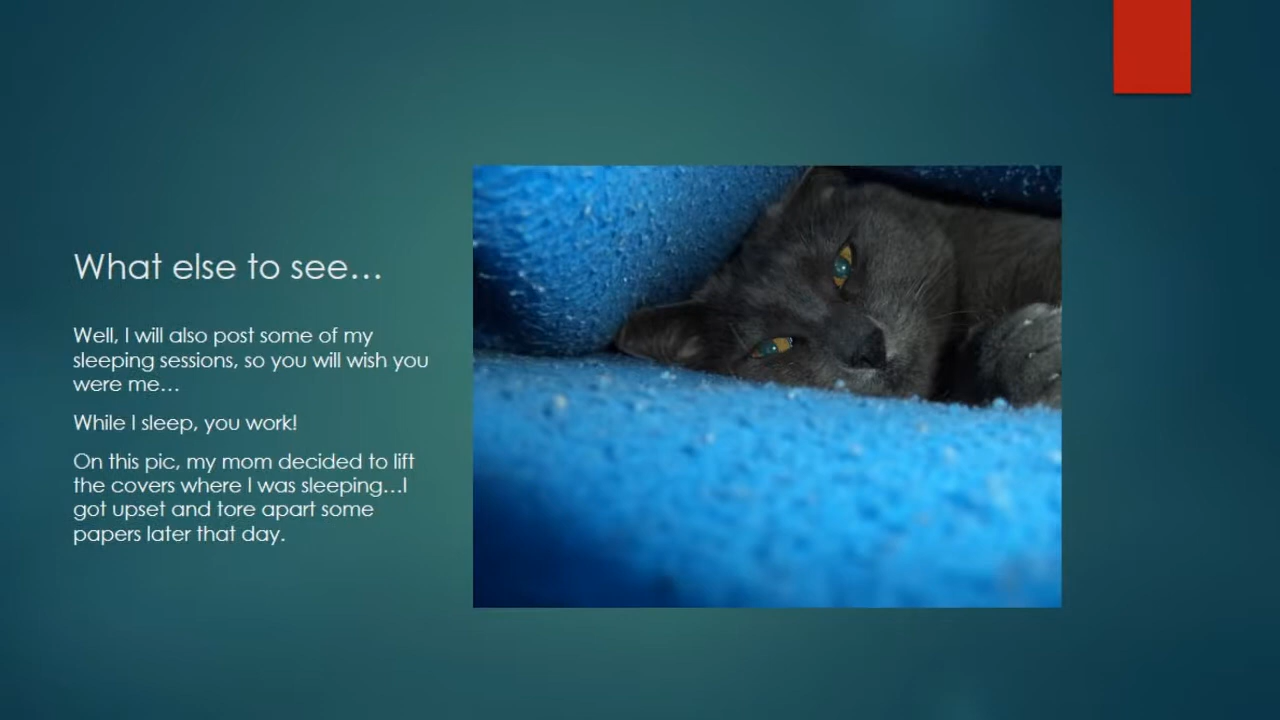 What else to see…
Well, I will also post some of my
sleeping sessions, so you will wish you
were me…
While I sleep, you work!
On this pic, my mom decided to lift
the covers where I was sleeping…I
got upset and tore apart some
papers later that day.